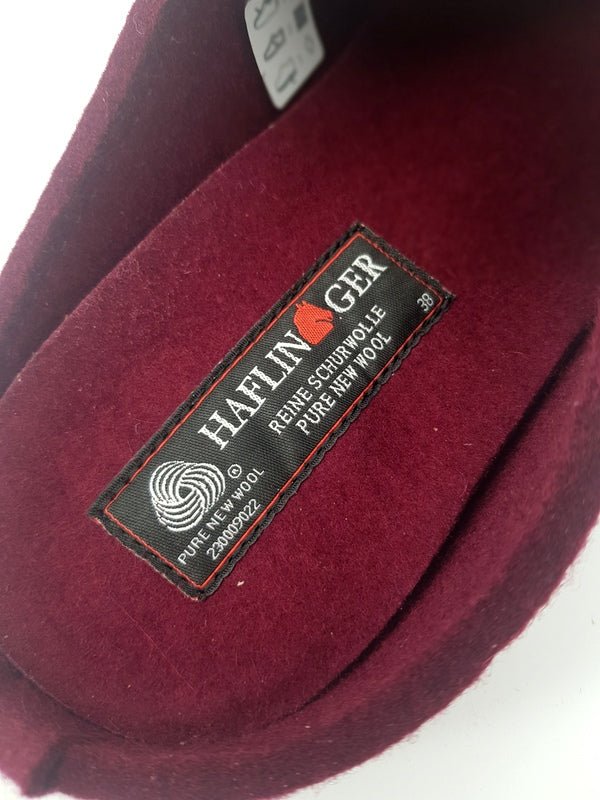 HAFLINGER
REINE SCHURWOLLE
PURE NEW WOOL
38
®
PURE NEW WOOL
230009022